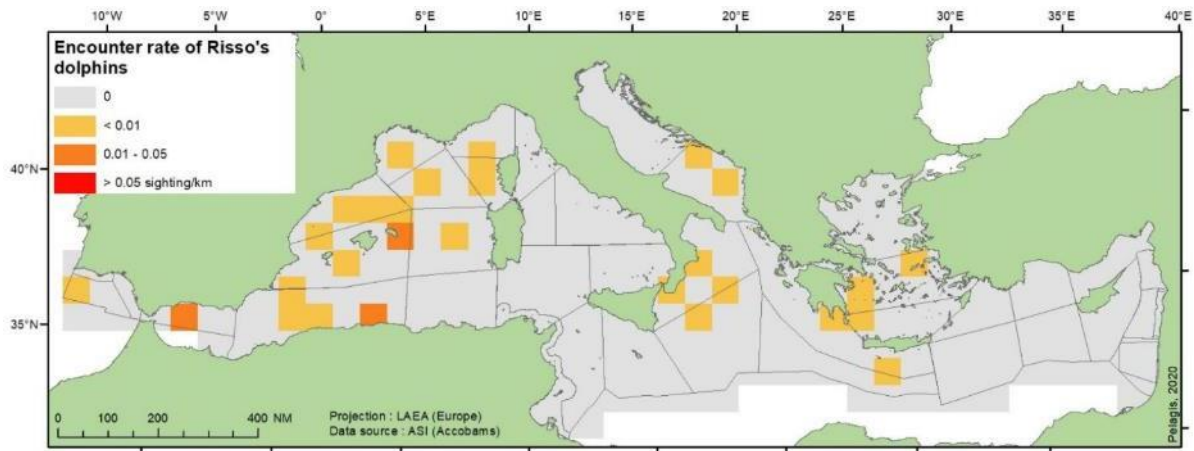 10°W 5°W 0° 5°E 10°E 15°E 20°E 25°E 30°E 35°E 40°E
Encounter rate of Risso's
dolphins
0
< 0.01
0.01 - 0.05
> 0.05 sighting/km
40°N
35°N
0 100 200 400 NM
Projection : LAEA (Europe)
Data source : ASI (Accobams)
Pelagis, 2020